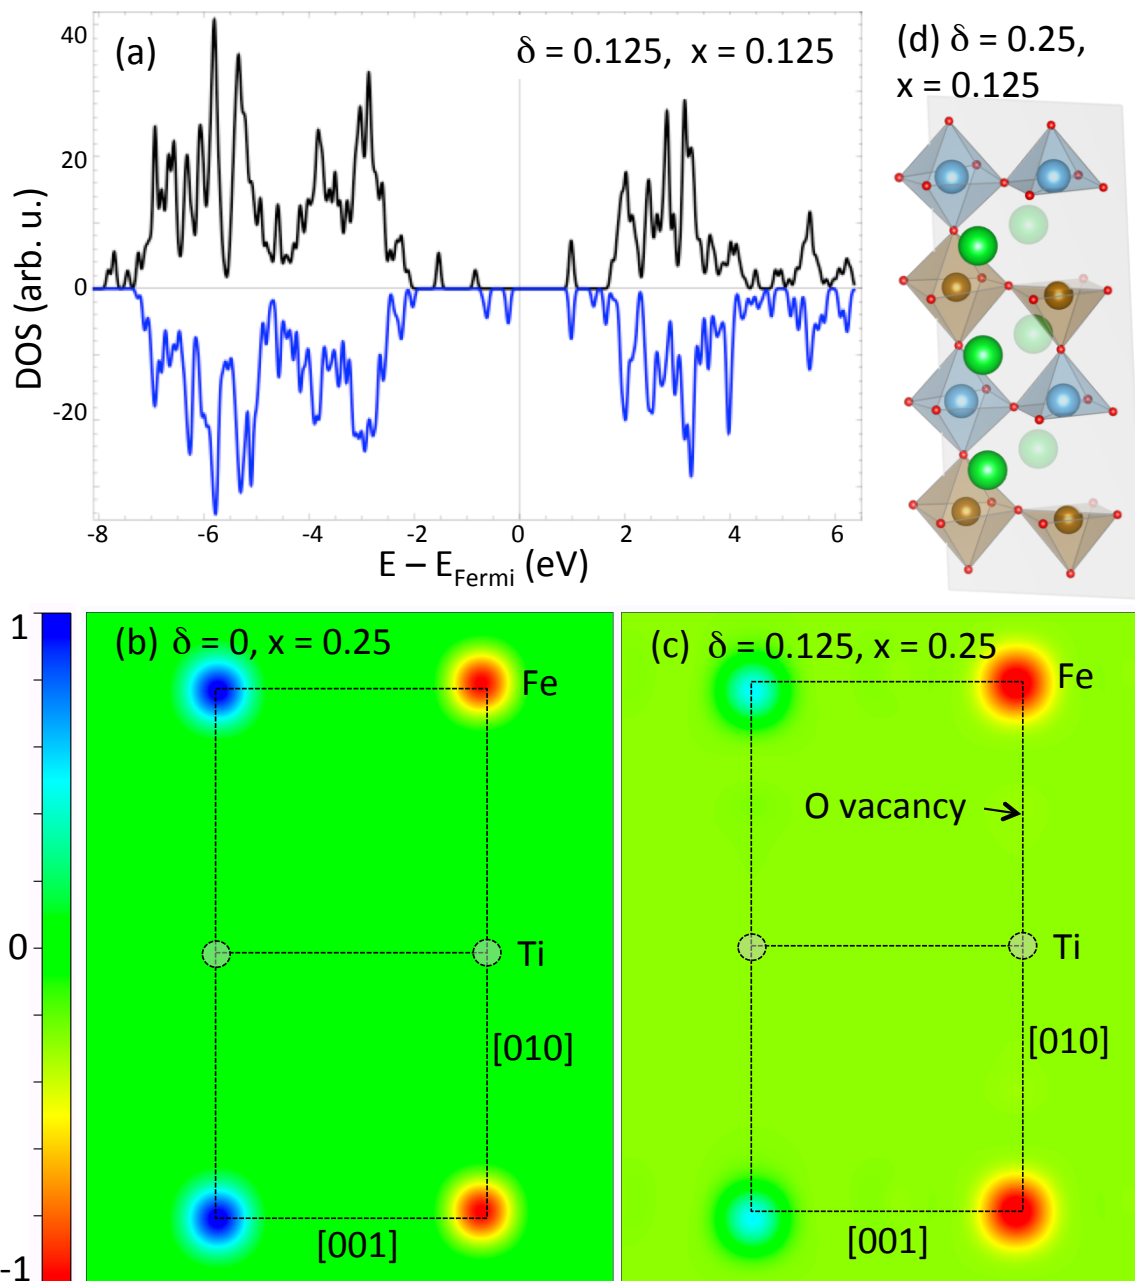 (a)
δ = 0.125, x = 0.125
40
20
0
-20
DOS (arb. u.)
-8 -6 -4 -2 0 2 4 6
E – E_Fermi (eV)
(d) δ = 0.25,
x = 0.125
1
0
-1
(b) δ = 0, x = 0.25
Fe
Ti
[010]
[001]
(c) δ = 0.125, x = 0.25
Fe
O vacancy
Ti
[010]
[001]